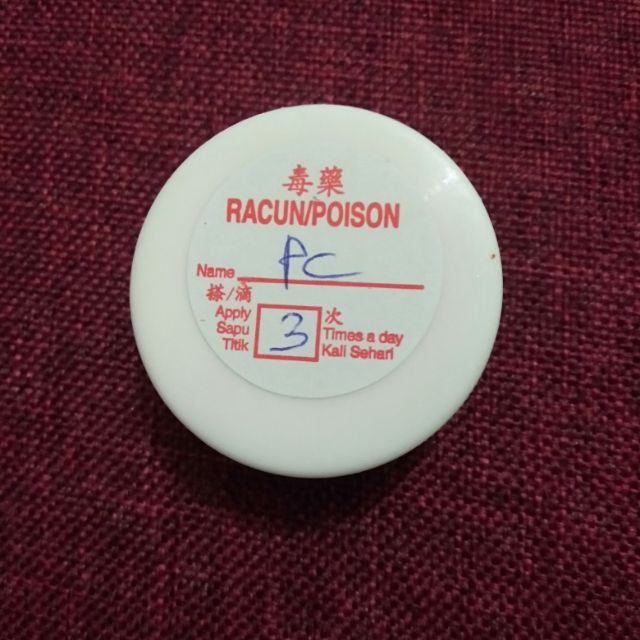 毒藥
RACUN/POISON
Name PC
搽/滴
Apply
Sapu
Titik
3
次
Times a day
Kali Sehari